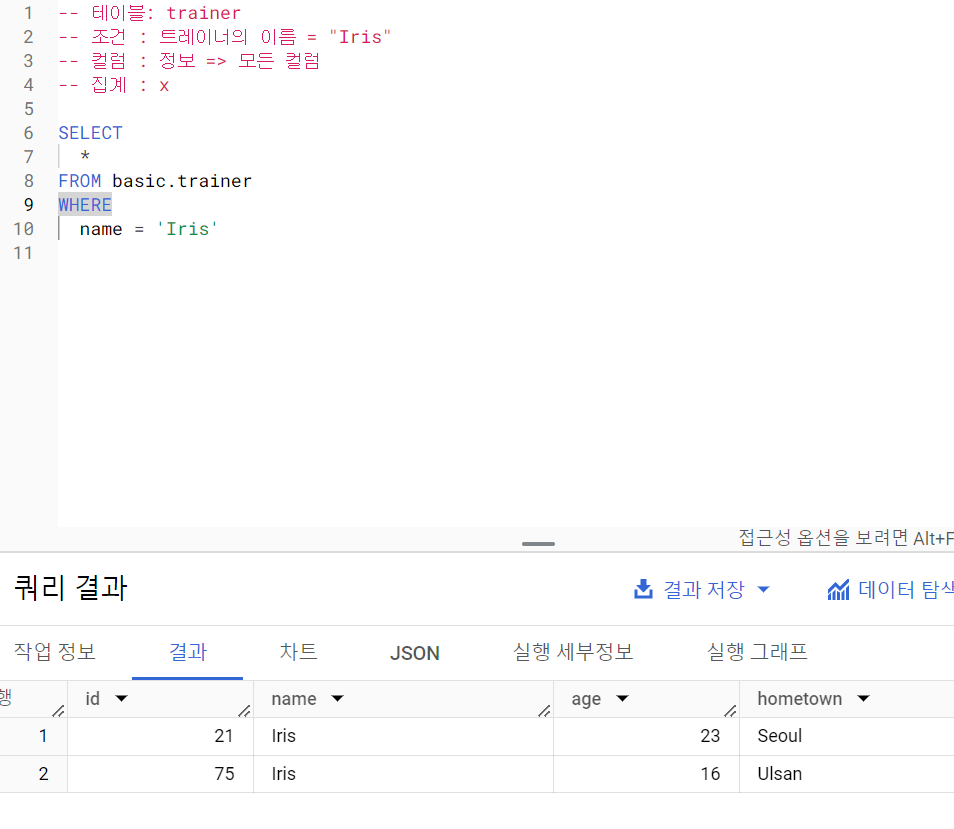 1 -- 테이블: trainer
2 -- 조건 : 트레이너의 이름 = "Iris"
3 -- 컬럼 : 정보 => 모든 컬럼
4 -- 집계 : x
5
6 SELECT
7 *
8 FROM basic.trainer
9 WHERE
10 name = 'Iris'
11
접근성 옵션을 보려면 Alt+F
쿼리 결과 결과 저장 데이터 탐색
작업 정보 결과 차트 JSON 실행 세부정보 실행 그래프
행 id name age hometown
1 21 Iris 23 Seoul
2 75 Iris 16 Ulsan